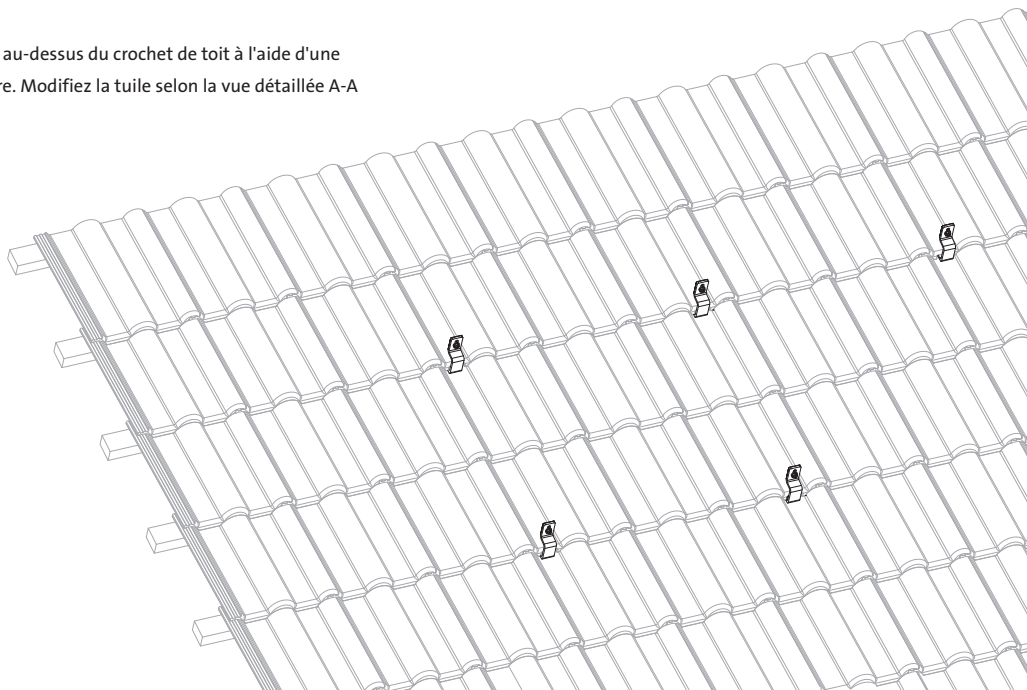 au-dessus du crochet de toit à l'aide d'une
re. Modifiez la tuile selon la vue détaillée A-A